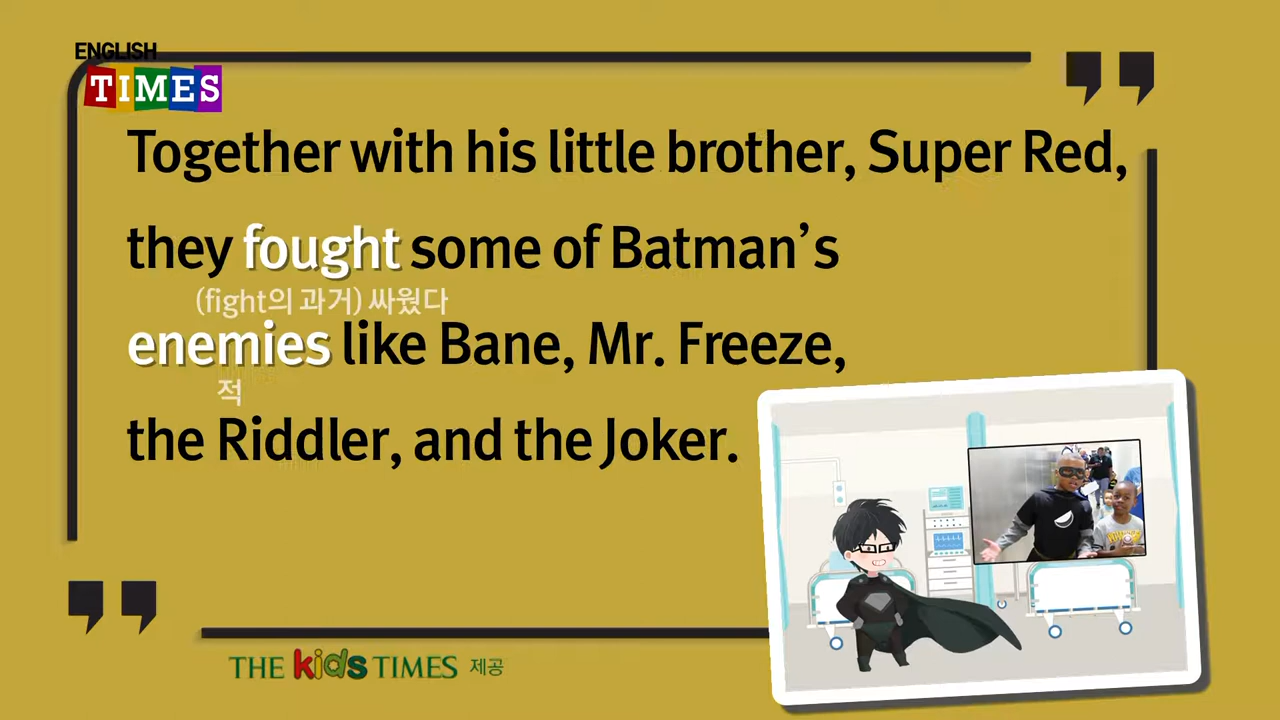 ENGLISH
TIMES
Together with his little brother, Super Red,
they fought some of Batman’s
(fight의 과거) 싸웠다
enemies like Bane, Mr. Freeze,
적
the Riddler, and the Joker.
THE kids TIMES 제공